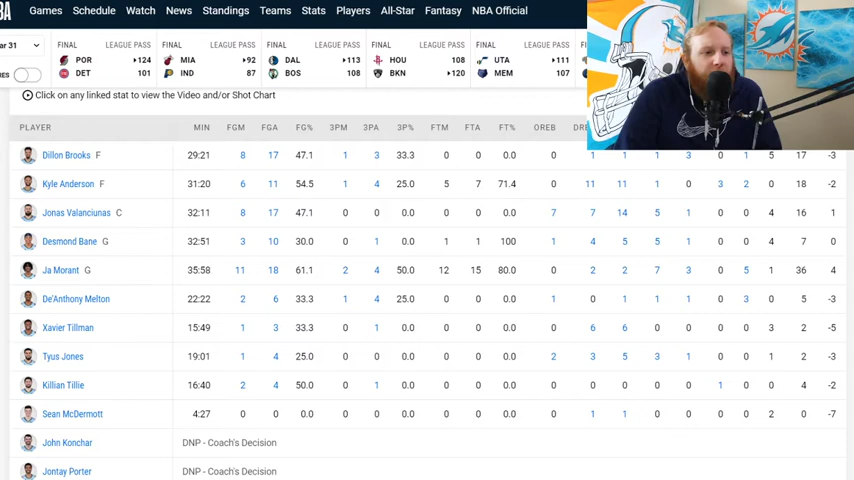 BA Games Schedule Watch News Standings Teams Stats Players All-Star Fantasy NBA Official
ar 31 FINAL LEAGUE PASS FINAL LEAGUE PASS FINAL LEAGUE PASS FINAL LEAGUE PASS FINAL LEAGUE PASS FINAL
POR 124 MIA 92 DAL 113 HOU 108 UTA 111
RES DET 101 IND 87 BOS 108 BKN 120 MEM 107
Click on any linked stat to view the Video and/or Shot Chart
PLAYER MIN FGM FGA FG% 3PM 3PA 3P% FTM FTA FT% OREB DRE
Dillon Brooks F 29:21 8 17 47.1 1 3 33.3 0 0 0.0 0 1 1 1 3 0 1 5 17 -3
Kyle Anderson F 31:20 6 11 54.5 1 4 25.0 5 7 71.4 0 11 11 1 0 3 2 0 18 -2
Jonas Valanciunas C 32:11 8 17 47.1 0 0 0.0 0 0 0.0 7 7 14 5 1 0 0 4 16 1
Desmond Bane G 32:51 3 10 30.0 0 1 0.0 1 1 100 1 4 5 5 1 0 0 4 7 0
Ja Morant G 35:58 11 18 61.1 2 4 50.0 12 15 80.0 0 2 2 7 3 0 5 1 36 4
De'Anthony Melton 22:22 2 6 33.3 1 4 25.0 0 0 0.0 1 0 1 1 1 0 3 0 5 -3
Xavier Tillman 15:49 1 3 33.3 0 1 0.0 0 0 0.0 0 6 6 0 0 0 0 3 2 -5
Tyus Jones 19:01 1 4 25.0 0 0 0.0 0 0 0.0 2 3 5 3 1 0 0 1 2 -3
Killian Tillie 16:40 2 4 50.0 0 1 0.0 0 0 0.0 0 0 0 0 0 1 0 0 4 -2
Sean McDermott 4:27 0 0 0.0 0 0 0.0 0 0 0.0 0 1 1 0 0 0 0 2 0 -7
John Konchar DNP - Coach's Decision
Jontay Porter DNP - Coach's Decision